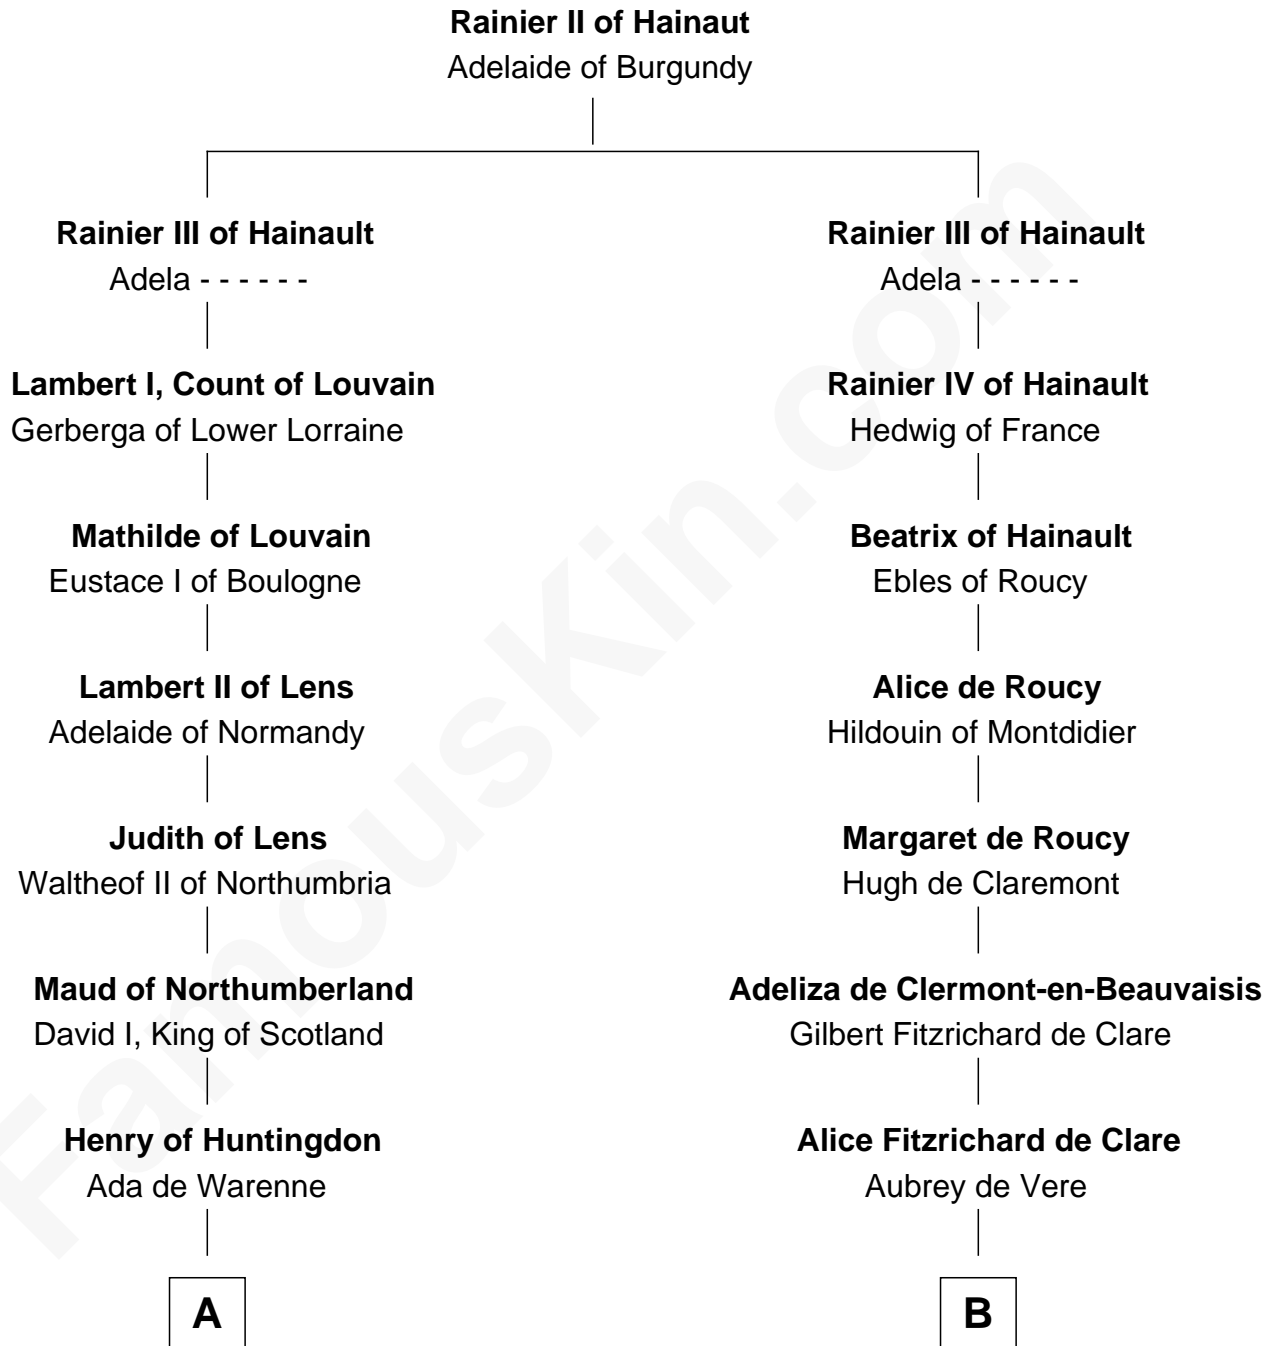 Rainier II of Hainaut
Adelaide of Burgundy
Rainier III of Hainault
Adela - - - - - -
Rainier III of Hainault
Adela - - - - - -
Lambert I, Count of Louvain
Gerberga of Lower Lorraine
Rainier IV of Hainault
Hedwig of France
Mathilde of Louvain
Eustace I of Boulogne
Beatrix of Hainault
Ebles of Roucy
Lambert II of Lens
Adelaide of Normandy
Alice de Roucy
Hildouin of Montdidier
Judith of Lens
Waltheof II of Northumbria
Margaret de Roucy
Hugh de Claremont
Maud of Northumberland
David I, King of Scotland
Adeliza de Clermont-en-Beauvaisis
Gilbert Fitzrichard de Clare
Henry of Huntingdon
Ada de Warenne
Alice Fitzrichard de Clare
Aubrey de Vere
A
B
FamousKin.com